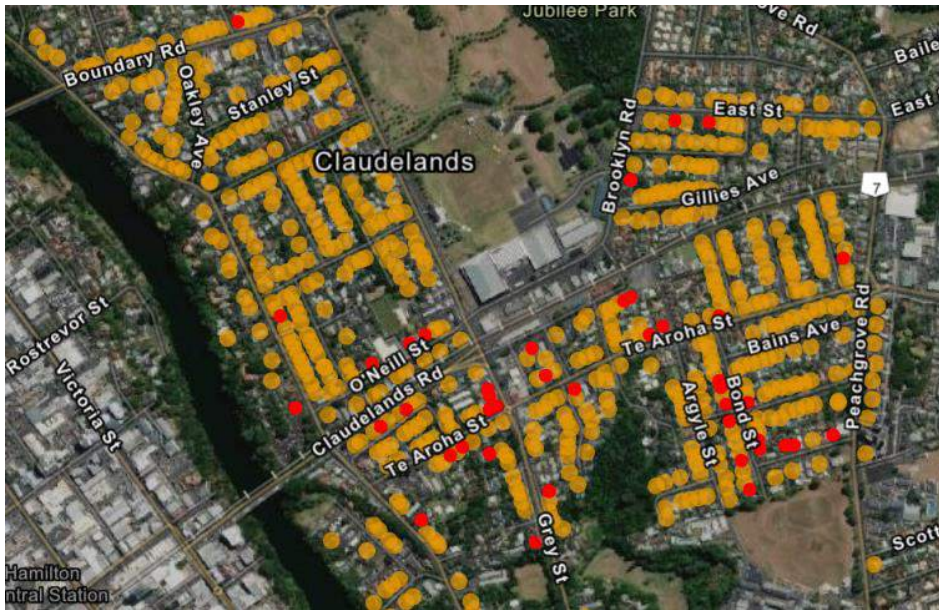 Jubilee Park
ove Rd
Peachgrove Rd
Baile
Boundary Rd
Oakley Ave
Stanley St
East St
East
Claudelands
Brooklyn Rd
Gillies Ave
7
Rostrevor St
Victoria St
O'Neill St
Claudelands Rd
Te Aroha St
Te Aroha St
Bains Ave
Argyle St
Bond St
Grey St
Scott
Hamilton
ntral Station